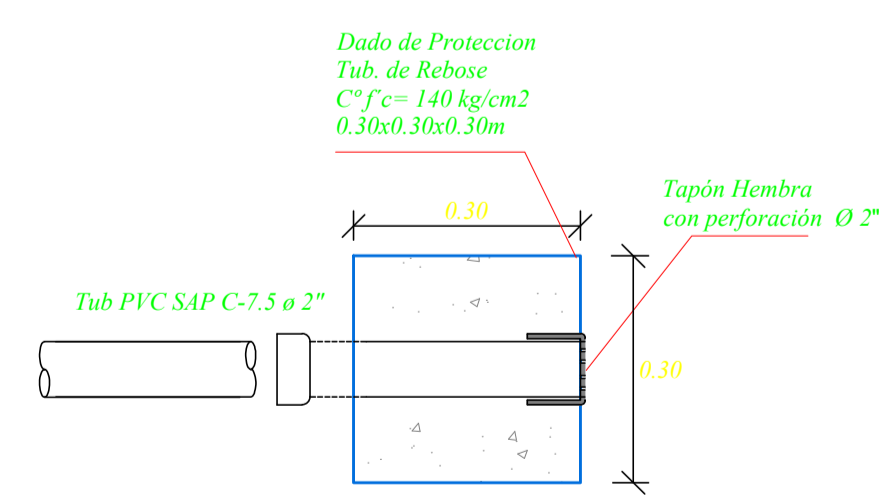 Dado de Proteccion
Tub. de Rebose
Cº f´c= 140 kg/cm2
0.30x0.30x0.30m
Tapón Hembra
con perforación Ø 2"
0.30
Tub PVC SAP C-7.5 ø 2"
0.30